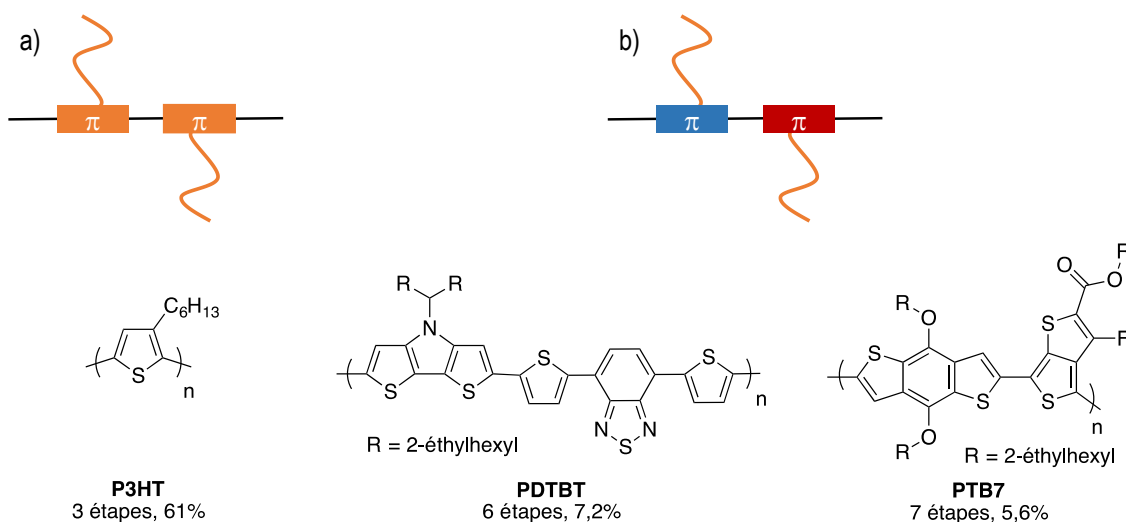 a)
b)
π
π
π
π
C6H13
S
n
R
R
N
S
S
S
N
S
N
S
n
R = 2-éthylhexyl
O
O
R
O
S
S
S
S
O
R
n
R = 2-éthylhexyl
P3HT
3 étapes, 61%
PDTBT
6 étapes, 7,2%
PTB7
7 étapes, 5,6%